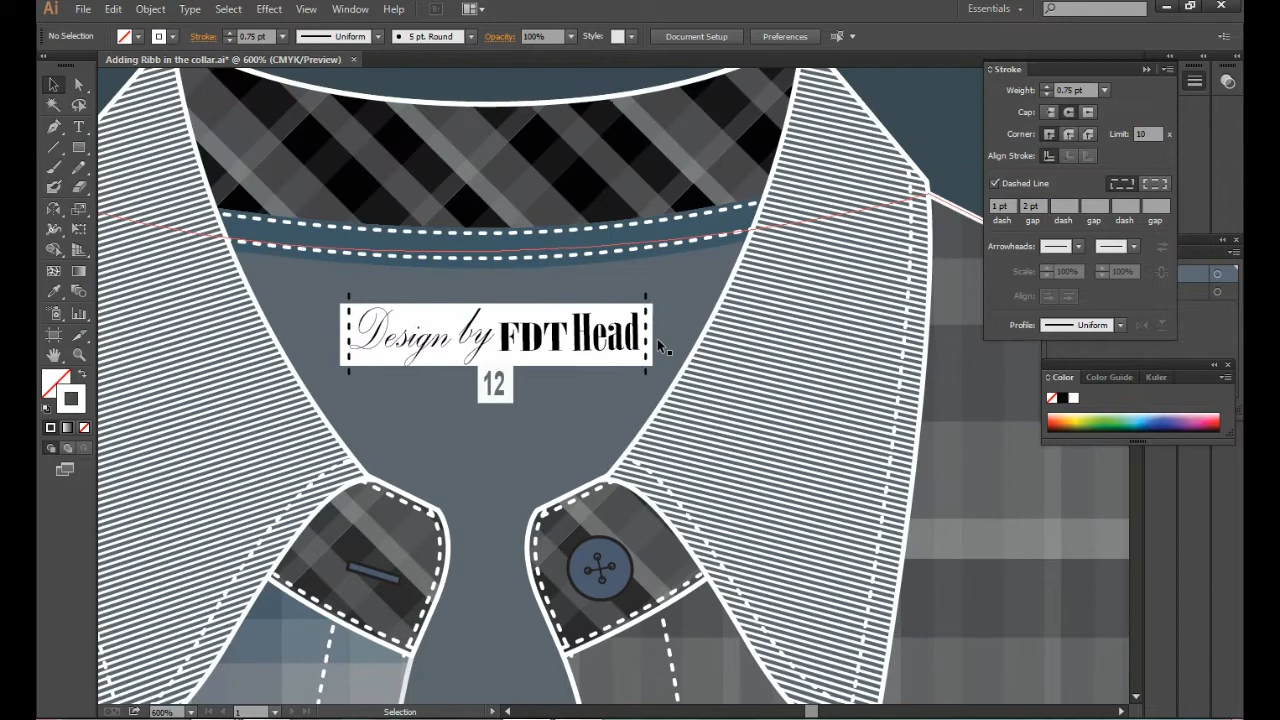 Ai File Edit Object Type Select Effect View Window Help Br Essentials
No Selection Stroke: 0.75 pt Uniform 5 pt. Round Opacity: 100% Style: Document Setup Preferences
Adding Ribb in the collar.ai* @ 600% (CMYK/Preview) ×
Stroke
Weight: 0.75 pt
Cap:
Corner: Limit: 10 x
Align Stroke:
Dashed Line
1 pt 2 pt
dash gap dash gap dash gap
Arrowheads:
Scale: 100% 100%
Align:
Profile: Uniform
Color Color Guide Kuler
Design by FDT Head
12
600% 1 Selection